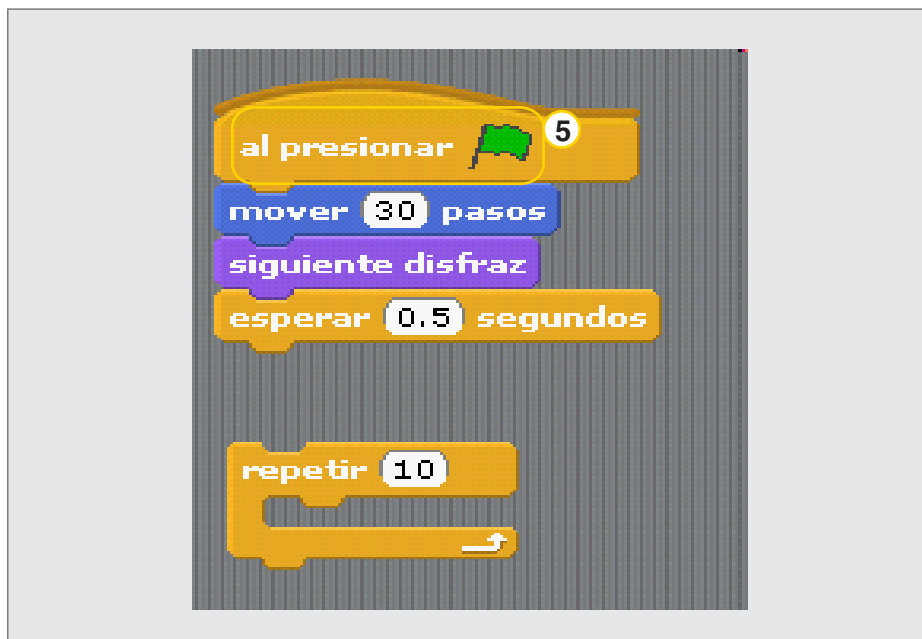 al presionar
5
mover 30 pasos
siguiente disfraz
esperar 0.5 segundos
repetir 10